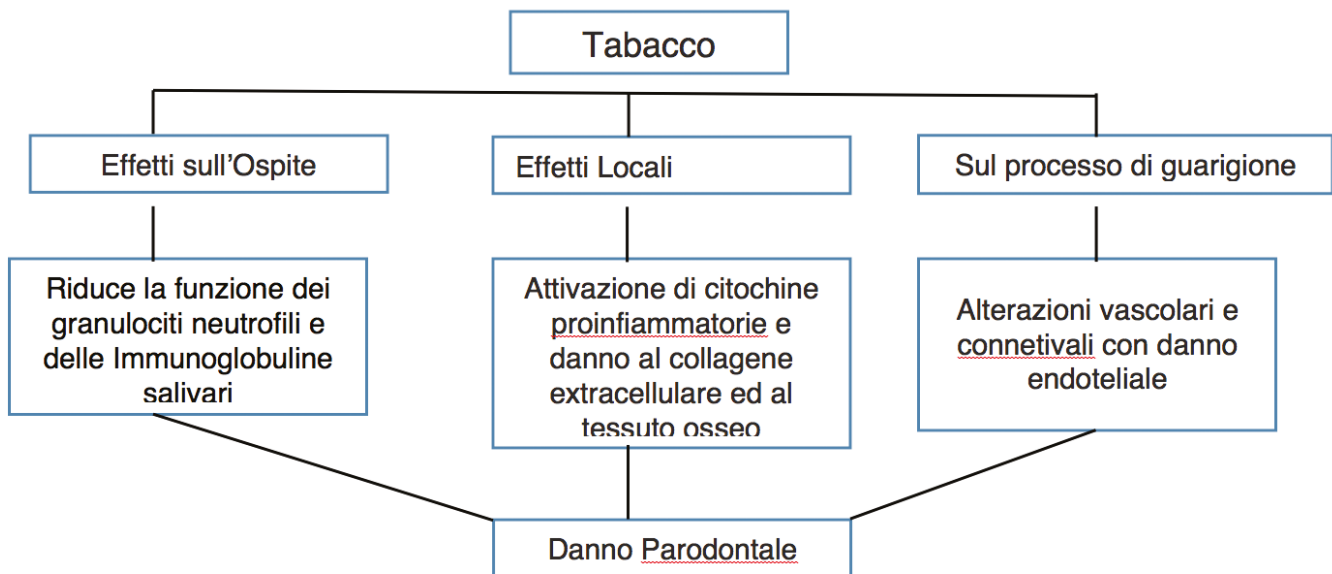 Tabacco
Effetti sull'Ospite
Effetti Locali
Sul processo di guarigione
Riduce la funzione dei
granulociti neutrofili e
delle Immunoglobuline
salivari
Attivazione di citochine
proinfiammatorie e
danno al collagene
extracellulare ed al
tessuto osseo
Alterazioni vascolari e
connetivali con danno
endoteliale
Danno Parodontale